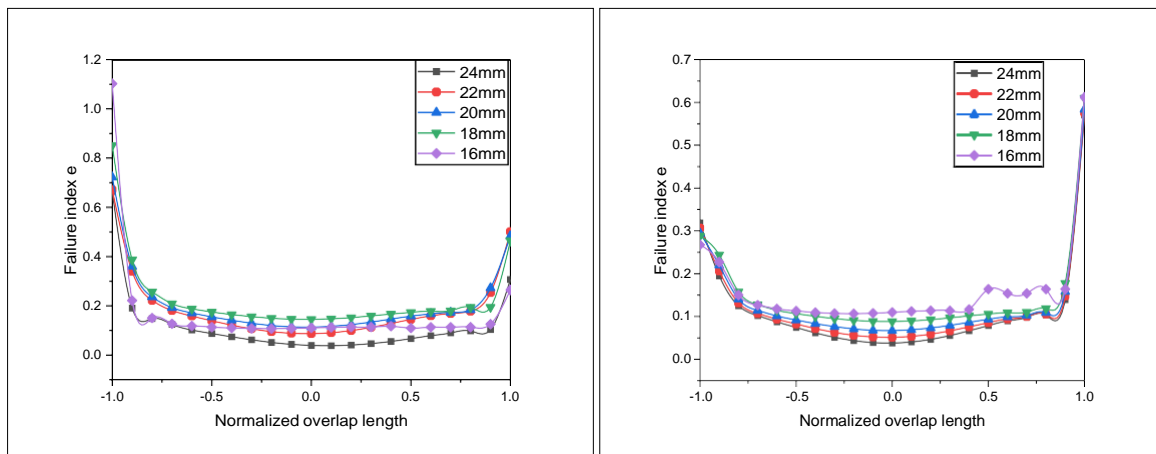 1.2
1.0
0.8
0.6
0.4
0.2
0.0
Failure index e
-1.0 -0.5 0.0 0.5 1.0
Normalized overlap length
24mm
22mm
20mm
18mm
16mm
0.7
0.6
0.5
0.4
0.3
0.2
0.1
0.0
Failure index e
-1.0 -0.5 0.0 0.5 1.0
Normalized overlap length
24mm
22mm
20mm
18mm
16mm